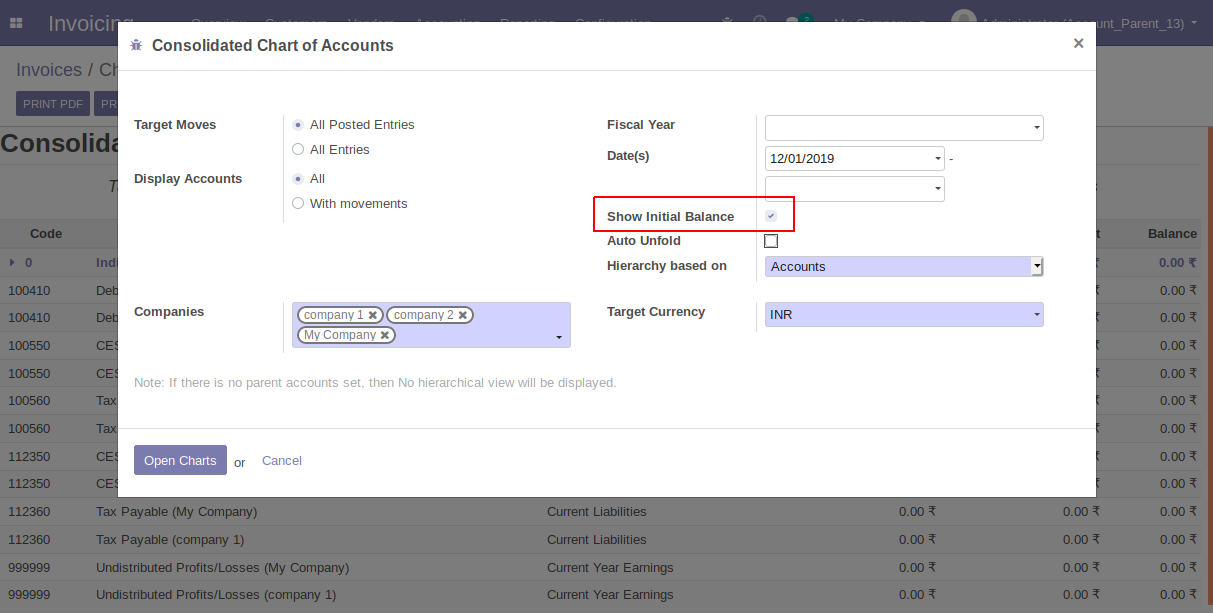 Invoicing
Administrator (Account_Parent_13)
Consolidated Chart of Accounts
×
Invoices / Ch
PRINT PDF
PR
Target Moves
All Posted Entries
All Entries
Display Accounts
All
With movements
Fiscal Year
Date(s)
12/01/2019
-
Show Initial Balance
Auto Unfold
Hierarchy based on
Accounts
Companies
company 1
company 2
My Company
Target Currency
INR
Note: If there is no parent accounts set, then No hierarchical view will be displayed.
Open Charts or Cancel
Consolida
Code Balance
0 Indi 0.00 ₹
100410 Deb 0.00 ₹
100410 Deb 0.00 ₹
100550 CES 0.00 ₹
100550 CES 0.00 ₹
100560 Tax 0.00 ₹
100560 Tax 0.00 ₹
112350 CES 0.00 ₹
112350 CES 0.00 ₹
112360 Tax Payable (My Company) Current Liabilities 0.00 ₹ 0.00 ₹ 0.00 ₹
112360 Tax Payable (company 1) Current Liabilities 0.00 ₹ 0.00 ₹ 0.00 ₹
999999 Undistributed Profits/Losses (My Company) Current Year Earnings 0.00 ₹ 0.00 ₹ 0.00 ₹
999999 Undistributed Profits/Losses (company 1) Current Year Earnings 0.00 ₹ 0.00 ₹ 0.00 ₹